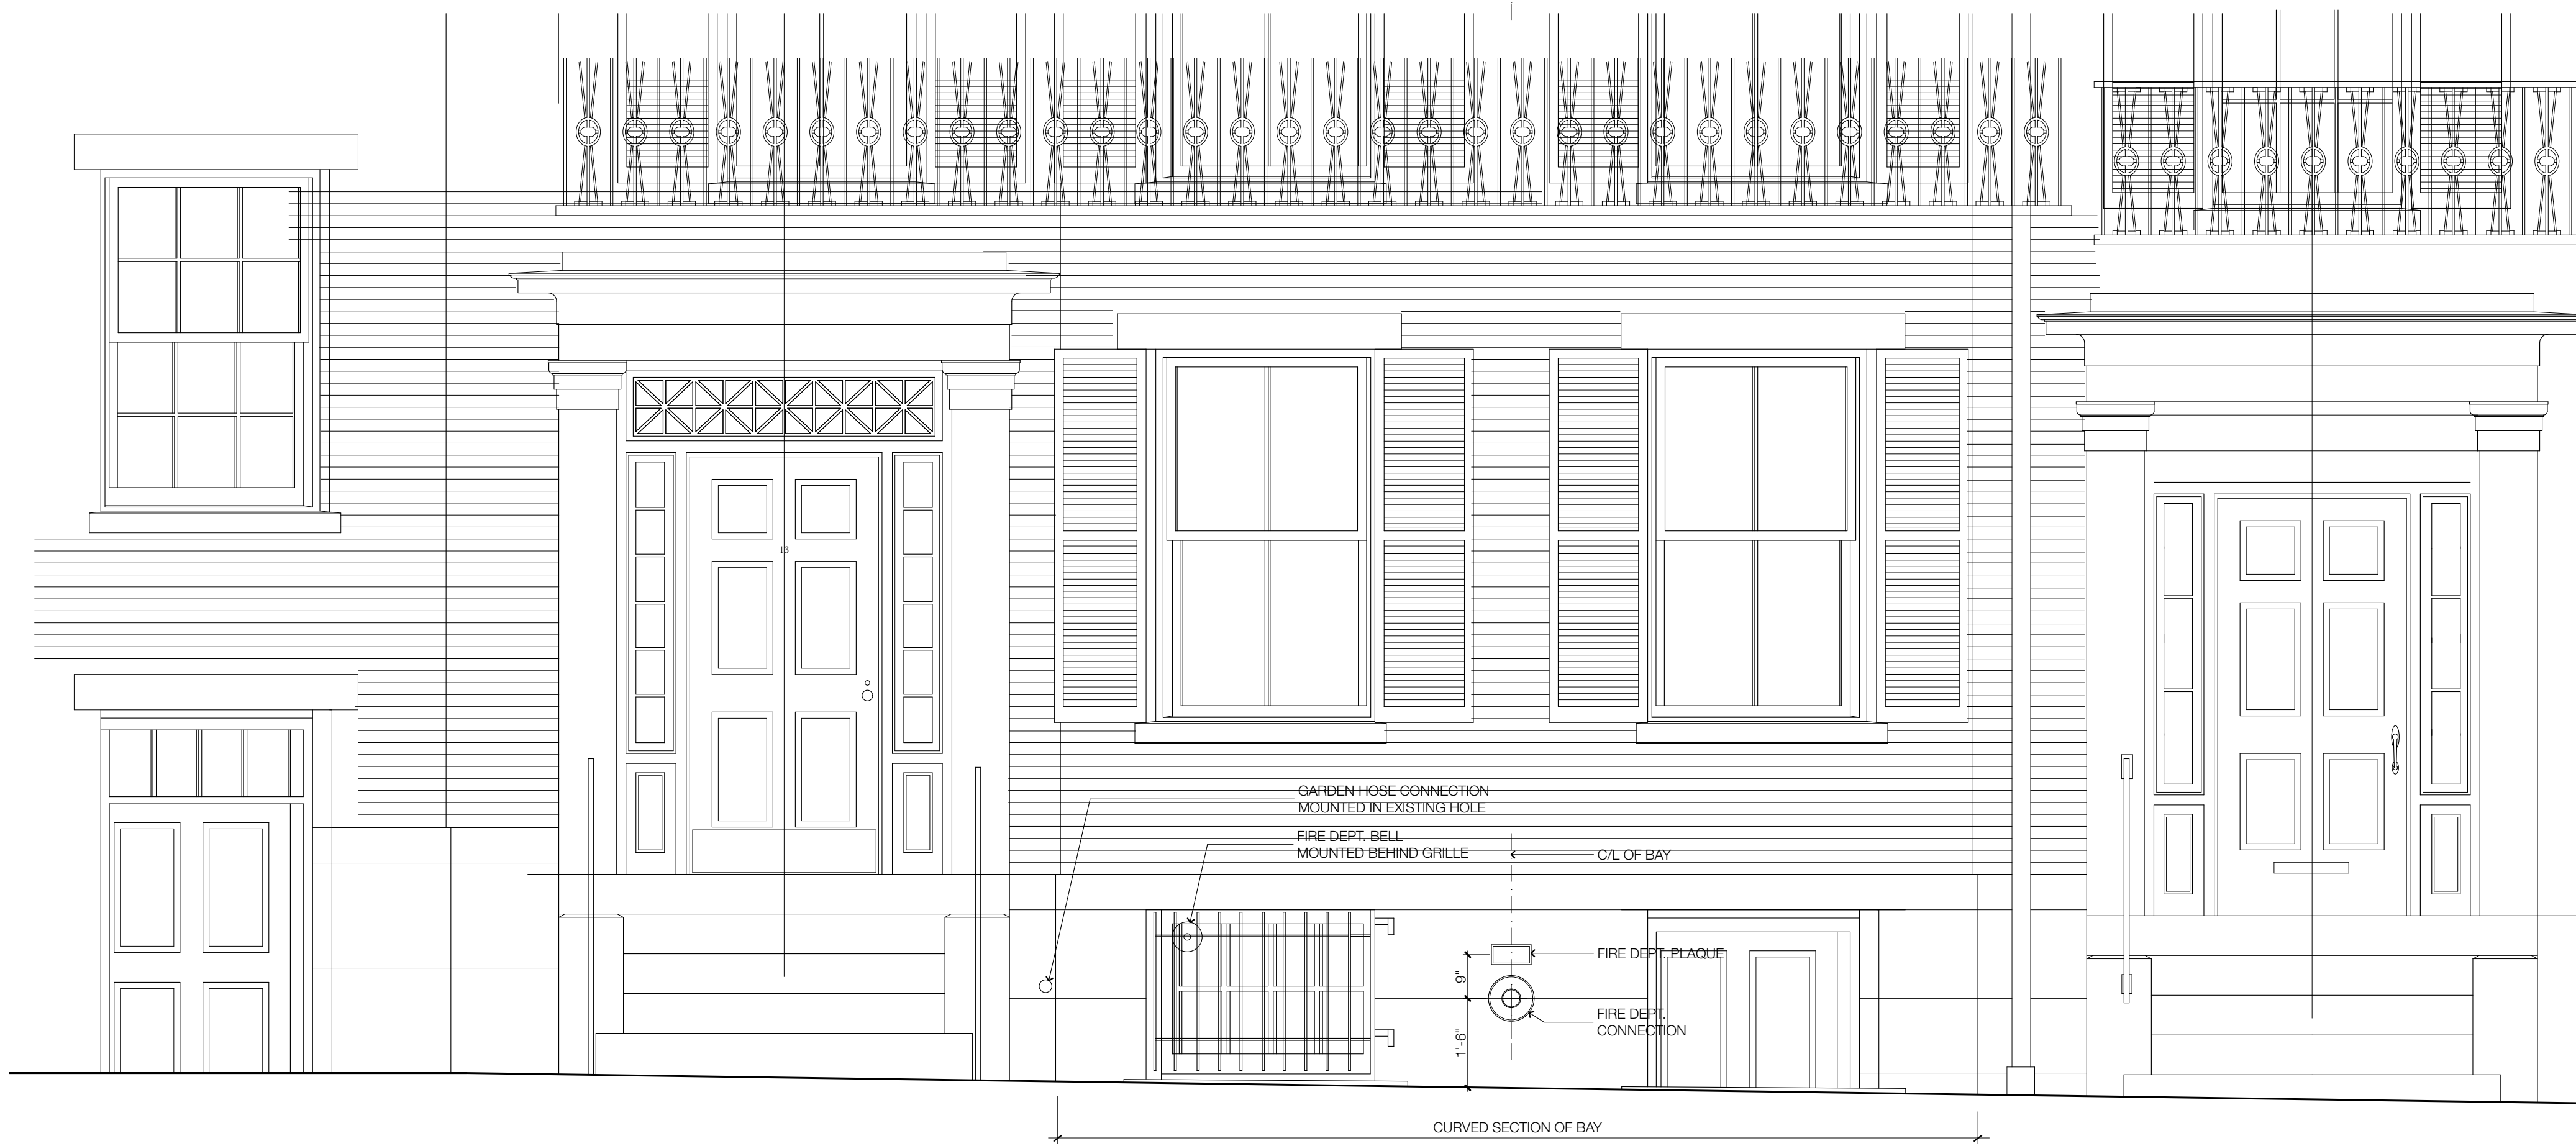 13
GARDEN HOSE CONNECTION
MOUNTED IN EXISTING HOLE
FIRE DEPT. BELL
MOUNTED BEHIND GRILLE
C/L OF BAY
FIRE DEPT. PLAQUE
9"
FIRE DEPT.
CONNECTION
1'-6"
CURVED SECTION OF BAY